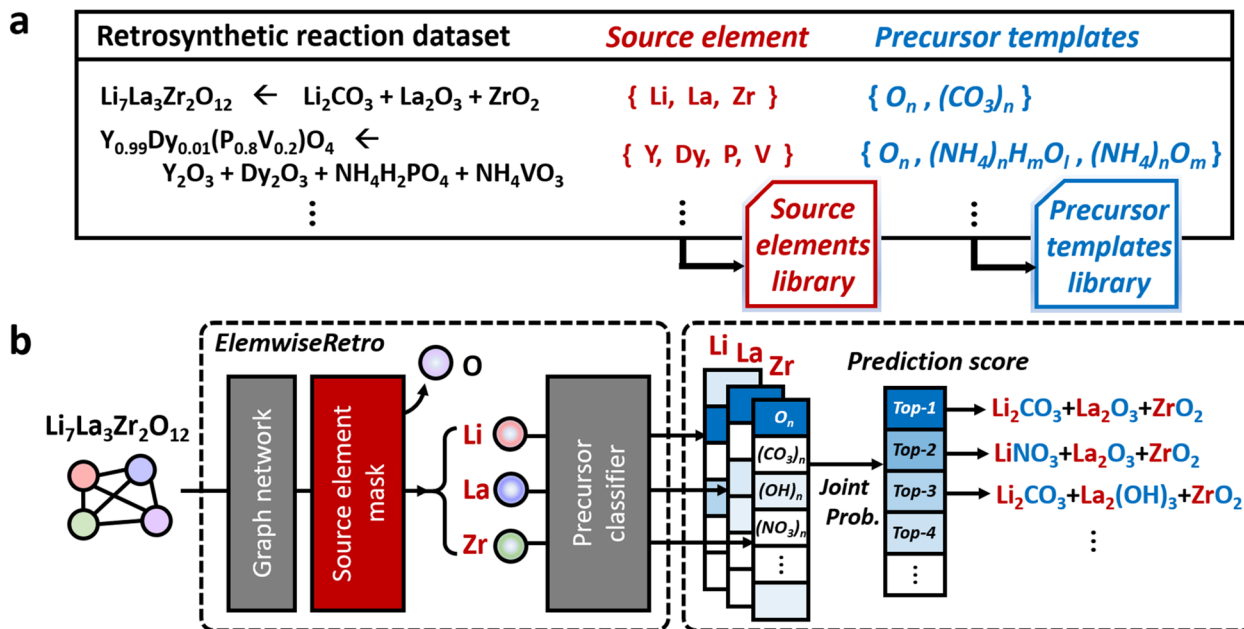 a
Retrosynthetic reaction dataset Source element Precursor templates
Li₇La₃Zr₂O₁₂ ← Li₂CO₃ + La₂O₃ + ZrO₂ { Li, La, Zr } { Oₙ , (CO₃)ₙ }
Y₀.₉₉Dy₀.₀₁(P₀.₈V₀.₂)O₄ ←
Y₂O₃ + Dy₂O₃ + NH₄H₂PO₄ + NH₄VO₃ { Y, Dy, P, V } { Oₙ , (NH₄)ₙHₘOₗ , (NH₄)ₙOₘ }
⋮ ⋮ ⋮
Source
elements
library
Precursor
templates
library
b
ElemwiseRetro
Li₇La₃Zr₂O₁₂
Graph network
Source element
mask
O
Li
La
Zr
Precursor
classifier
Li
La
Zr
Oₙ
(CO₃)ₙ
(OH)ₙ
(NO₃)ₙ
⋮
Joint
Prob.
Prediction score
Top-1 Li₂CO₃+La₂O₃+ZrO₂
Top-2 LiNO₃+La₂O₃+ZrO₂
Top-3 Li₂CO₃+La₂(OH)₃+ZrO₂
Top-4
⋮ ⋮